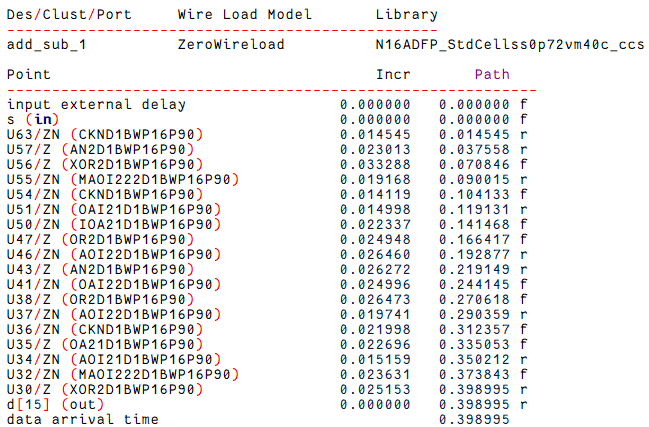 Des/Clust/Port Wire Load Model Library
------------------------------------------------
add_sub_1 ZeroWireload N16ADFP_StdCellss0p72vm40c_ccs
Point Incr Path
-----------------------------------------------------------
input external delay 0.000000 0.000000 f
s (in) 0.000000 0.000000 f
U63/ZN (CKND1BWP16P90) 0.014545 0.014545 r
U57/Z (AN2D1BWP16P90) 0.023013 0.037558 r
U56/Z (XOR2D1BWP16P90) 0.033288 0.070846 f
U55/ZN (MAOI222D1BWP16P90) 0.019168 0.090015 r
U54/ZN (CKND1BWP16P90) 0.014119 0.104133 f
U51/ZN (OAI21D1BWP16P90) 0.014998 0.119131 r
U50/ZN (IOA21D1BWP16P90) 0.022337 0.141468 f
U47/Z (OR2D1BWP16P90) 0.024948 0.166417 f
U46/ZN (AOI22D1BWP16P90) 0.026460 0.192877 r
U43/Z (AN2D1BWP16P90) 0.026272 0.219149 r
U41/ZN (OAI22D1BWP16P90) 0.024996 0.244145 f
U38/Z (OR2D1BWP16P90) 0.026473 0.270618 f
U37/ZN (AOI22D1BWP16P90) 0.019741 0.290359 r
U36/ZN (CKND1BWP16P90) 0.021998 0.312357 f
U35/Z (OA21D1BWP16P90) 0.022696 0.335053 f
U34/ZN (AOI21D1BWP16P90) 0.015159 0.350212 r
U32/ZN (MAOI222D1BWP16P90) 0.023631 0.373843 f
U30/Z (XOR2D1BWP16P90) 0.025153 0.398995 r
d[15] (out) 0.000000 0.398995 r
data arrival time 0.398995